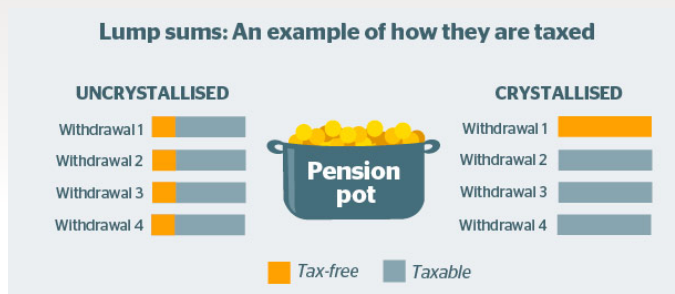 Lump sums: An example of how they are taxed
UNCRYSTALLISED
Withdrawal 1
Withdrawal 2
Withdrawal 3
Withdrawal 4
Pension
pot
CRYSTALLISED
Withdrawal 1
Withdrawal 2
Withdrawal 3
Withdrawal 4
Tax-free
Taxable